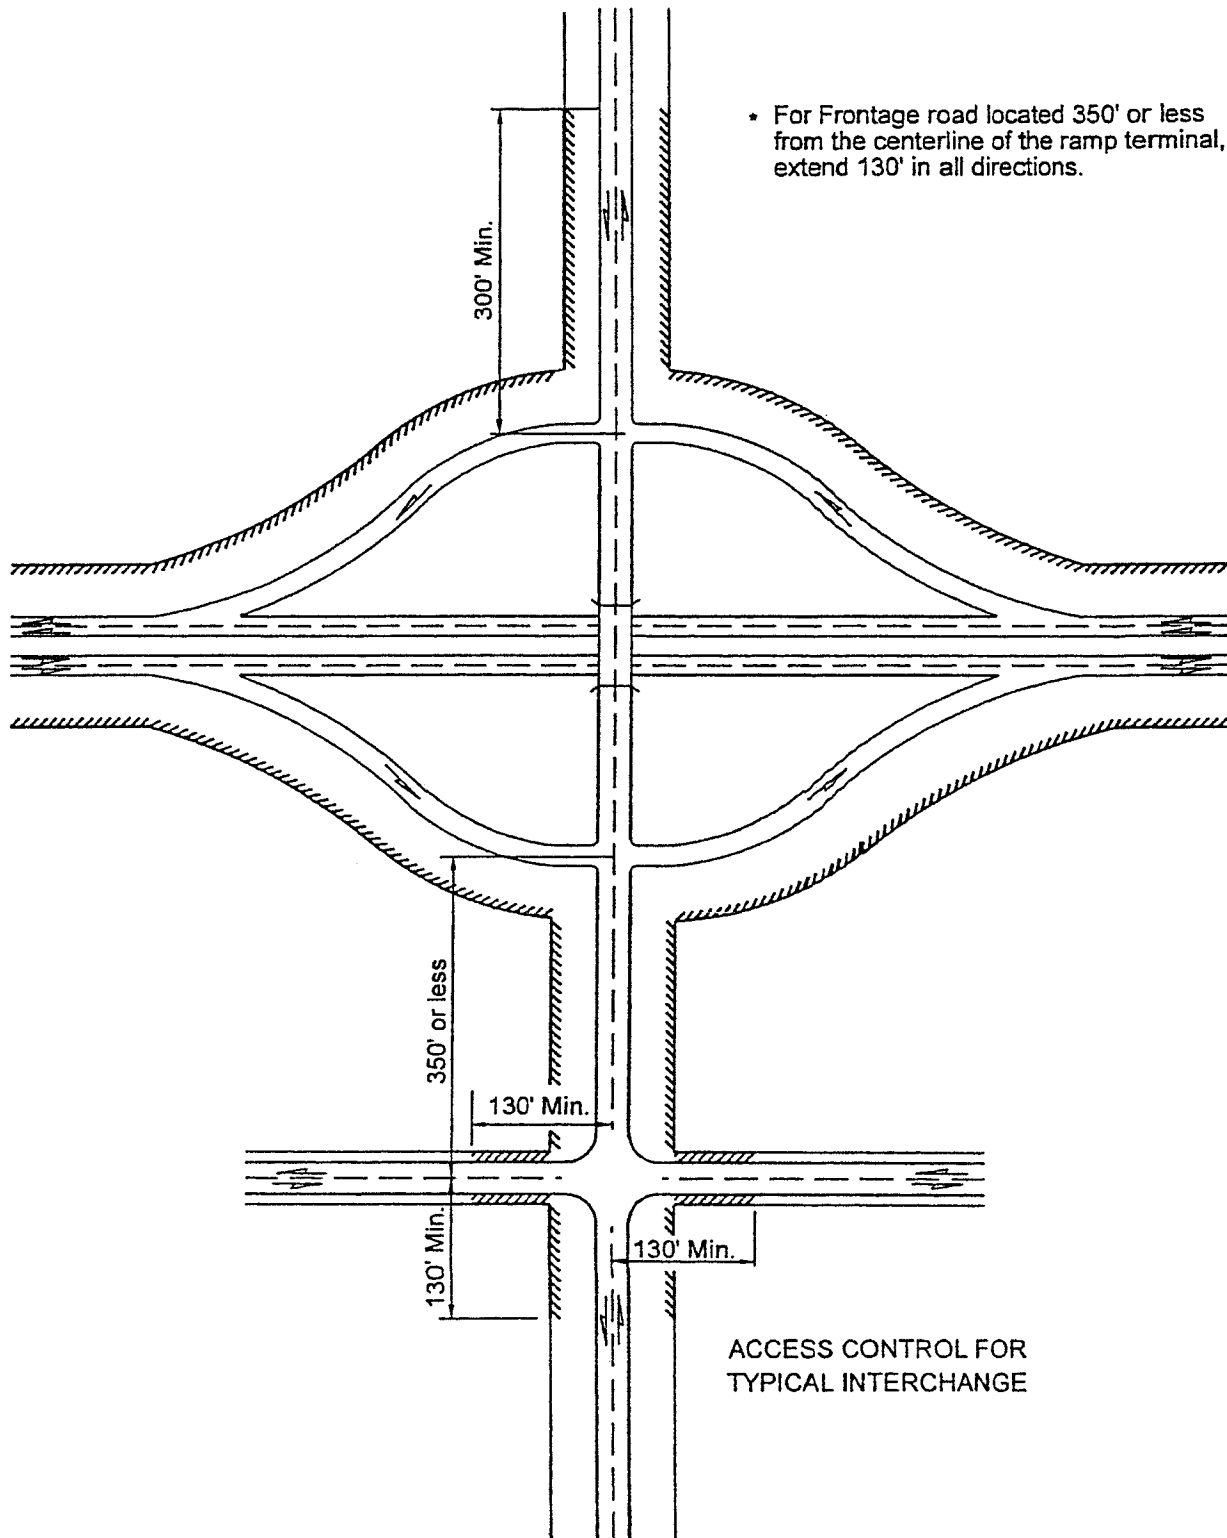 * For Frontage road located 350' or less
from the centerline of the ramp terminal,
extend 130' in all directions.
300' Min.
350' or less
130' Min.
130' Min.
130' Min.
ACCESS CONTROL FOR
TYPICAL INTERCHANGE